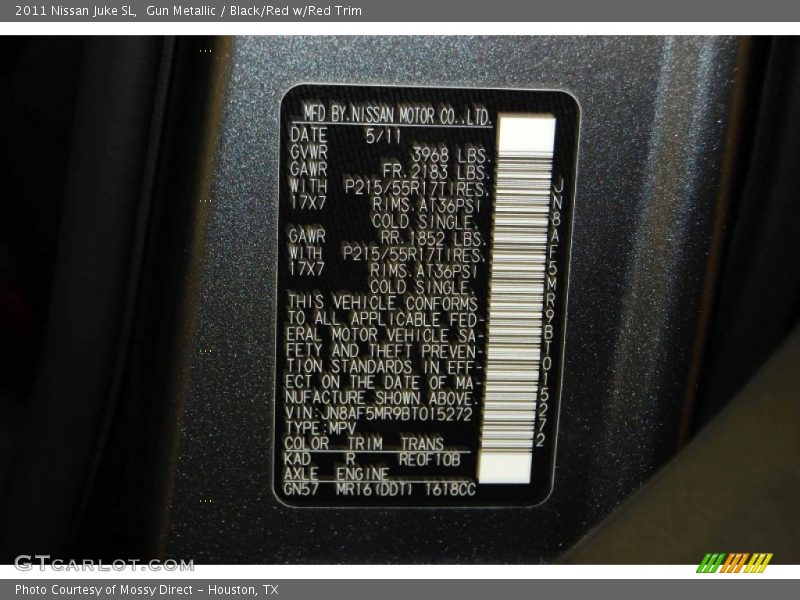 2011 Nissan Juke SL,  Gun Metallic / Black/Red w/Red Trim
MFD BY.NISSAN MOTOR CO.,LTD.
DATE 5/11
GVWR 3968 LBS.
GAWR FR.2183 LBS.
WITH P215/55R17TIRES.
17X7 RIMS.AT36PSI
COLD SINGLE.
GAWR RR.1852 LBS.
WITH P215/55R17TIRES.
17X7 RIMS.AT36PSI
COLD SINGLE.
THIS VEHICLE CONFORMS
TO ALL APPLICABLE FED-
ERAL MOTOR VEHICLE SA-
FETY AND THEFT PREVEN-
TION STANDARDS IN EFF-
ECT ON THE DATE OF MA-
NUFACTURE SHOWN ABOVE.
VIN:JN8AF5MR9BT015272
TYPE:MPV
COLOR TRIM TRANS
KAD R RE0F10B
AXLE ENGINE
GN57 MR16(DDT) 1618CC
JN8AF5MR9BT015272
GTCARLOT.COM
Photo Courtesy of Mossy Direct - Houston, TX